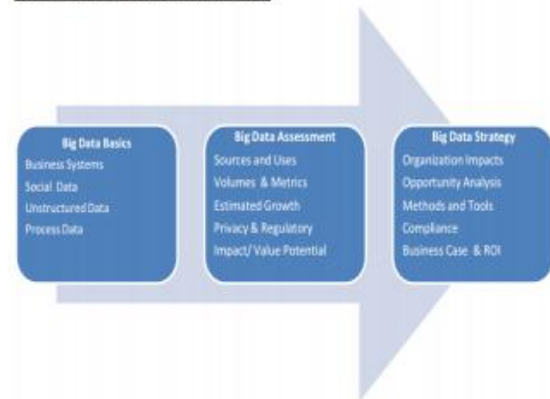 Big Data Basics
Business Systems
Social Data
Unstructured Data
Process Data
Big Data Assessment
Sources and Uses
Volumes & Metrics
Estimated Growth
Privacy & Regulatory
Impact/ Value Potential
Big Data Strategy
Organization Impacts
Opportunity Analysis
Methods and Tools
Compliance
Business Case & ROI